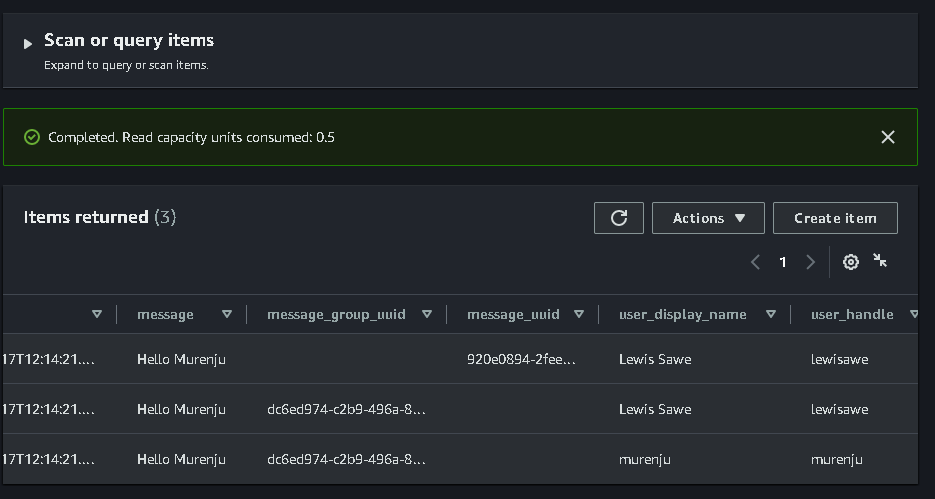 Scan or query items
Expand to query or scan items.
Completed. Read capacity units consumed: 0.5
Items returned (3)
Actions
Create item
1
message message_group_uuid message_uuid user_display_name user_handle
17T12:14:21.... Hello Murenju 920e0894-2fee... Lewis Sawe lewisawe
17T12:14:21.... Hello Murenju dc6ed974-c2b9-496a-8... Lewis Sawe lewisawe
17T12:14:21.... Hello Murenju dc6ed974-c2b9-496a-8... murenju murenju